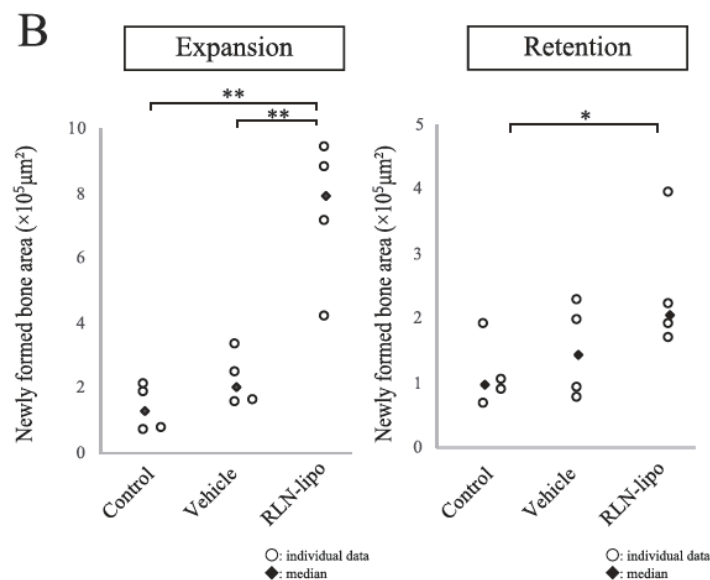 B
Expansion
Retention
**
**
Newly formed bone area (×10⁵μm²)
10
8
6
4
2
0
Control
Vehicle
RLN-lipo
○: individual data
◆: median
*
Newly formed bone area (×10⁵μm²)
5
4
3
2
1
0
Control
Vehicle
RLN-lipo
○: individual data
◆: median